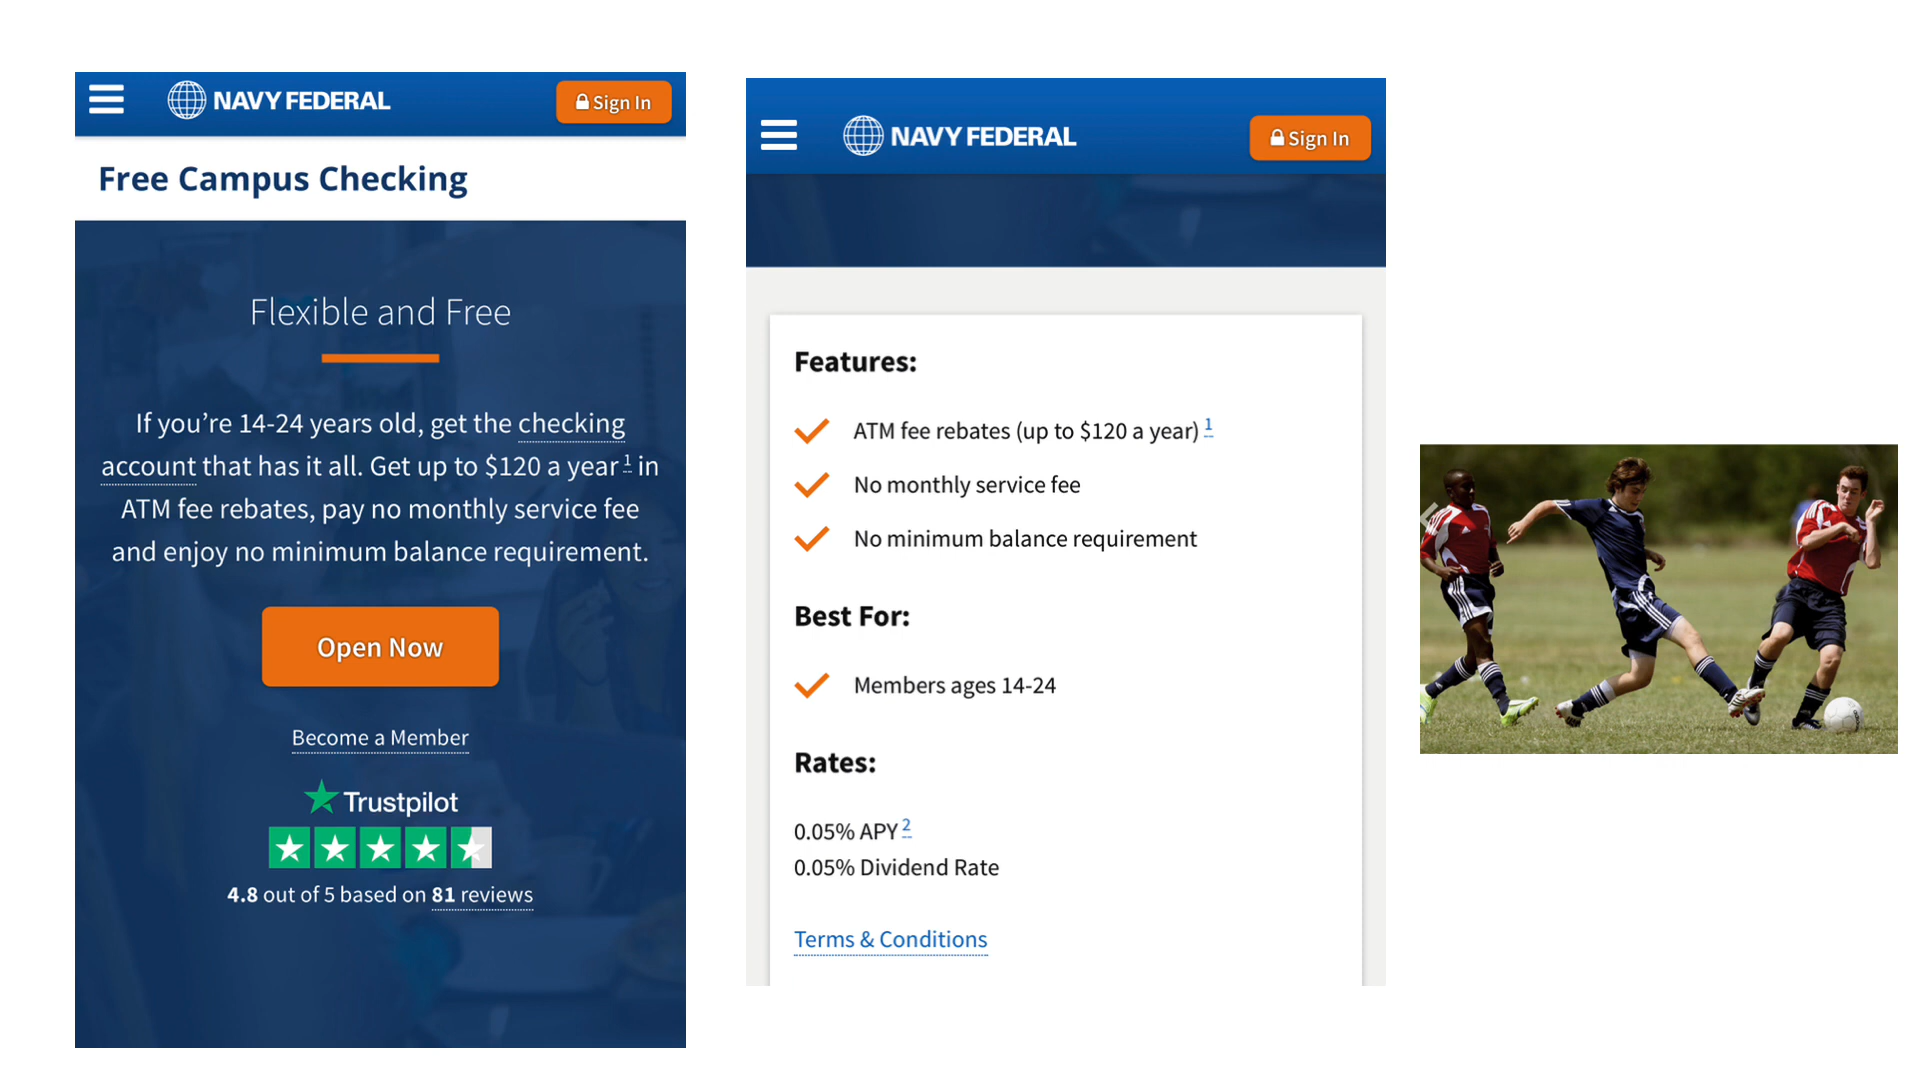 NAVY FEDERAL
Sign In
Free Campus Checking
Flexible and Free
If you’re 14-24 years old, get the checking
account that has it all. Get up to $120 a year 1 in
ATM fee rebates, pay no monthly service fee
and enjoy no minimum balance requirement.
Open Now
Become a Member
Trustpilot
4.8 out of 5 based on 81 reviews
NAVY FEDERAL
Sign In
Features:
ATM fee rebates (up to $120 a year) 1
No monthly service fee
No minimum balance requirement
Best For:
Members ages 14-24
Rates:
0.05% APY 2
0.05% Dividend Rate
Terms & Conditions